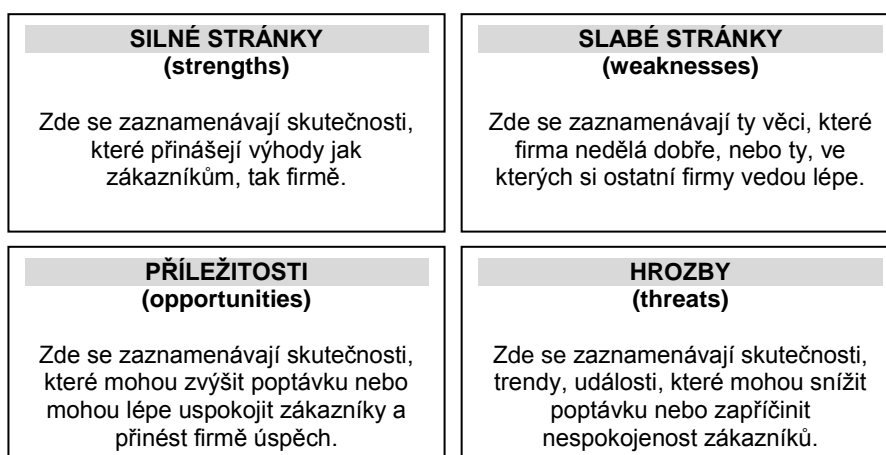 SILNÉ STRÁNKY
(strengths)
Zde se zaznamenávají skutečnosti,
které přinášejí výhody jak
zákazníkům, tak firmě.
SLABÉ STRÁNKY
(weaknesses)
Zde se zaznamenávají ty věci, které
firma nedělá dobře, nebo ty, ve
kterých si ostatní firmy vedou lépe.
PŘÍLEŽITOSTI
(opportunities)
Zde se zaznamenávají skutečnosti,
které mohou zvýšit poptávku nebo
mohou lépe uspokojit zákazníky a
přinést firmě úspěch.
HROZBY
(threats)
Zde se zaznamenávají skutečnosti,
trendy, události, které mohou snížit
poptávku nebo zapříčinit
nespokojenost zákazníků.